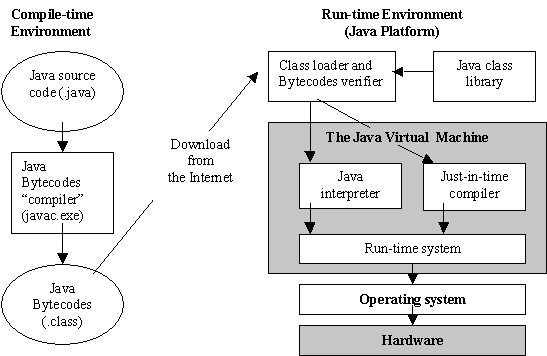 Compile-time
Environment
Java source
code (.java)
Java
Bytecodes
“compiler”
(javac.exe)
Java
Bytecodes
(.class)
Download
from
the Internet
Run-time Environment
(Java Platform)
Class loader and
Bytecodes verifier
Java class
library
The Java Virtual Machine
Java
interpreter
Just-in-time
compiler
Run-time system
Operating system
Hardware